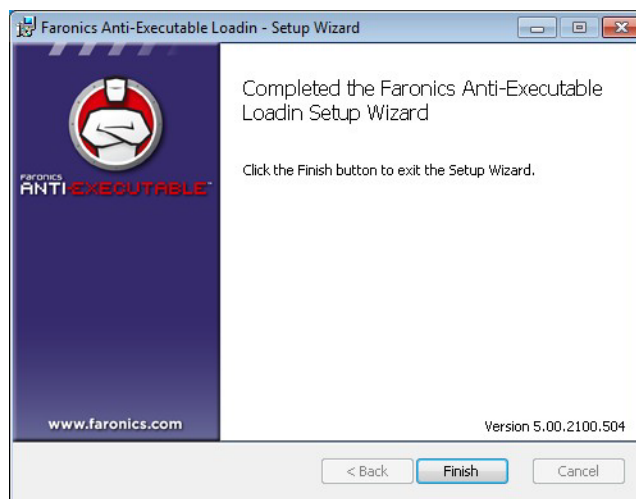 Faronics Anti-Executable Loadin - Setup Wizard
Completed the Faronics Anti-Executable
Loadin Setup Wizard
Click the Finish button to exit the Setup Wizard.
FARONICS
ANTI-EXECUTABLE™
www.faronics.com
Version 5.00.2100.504
< Back
Finish
Cancel